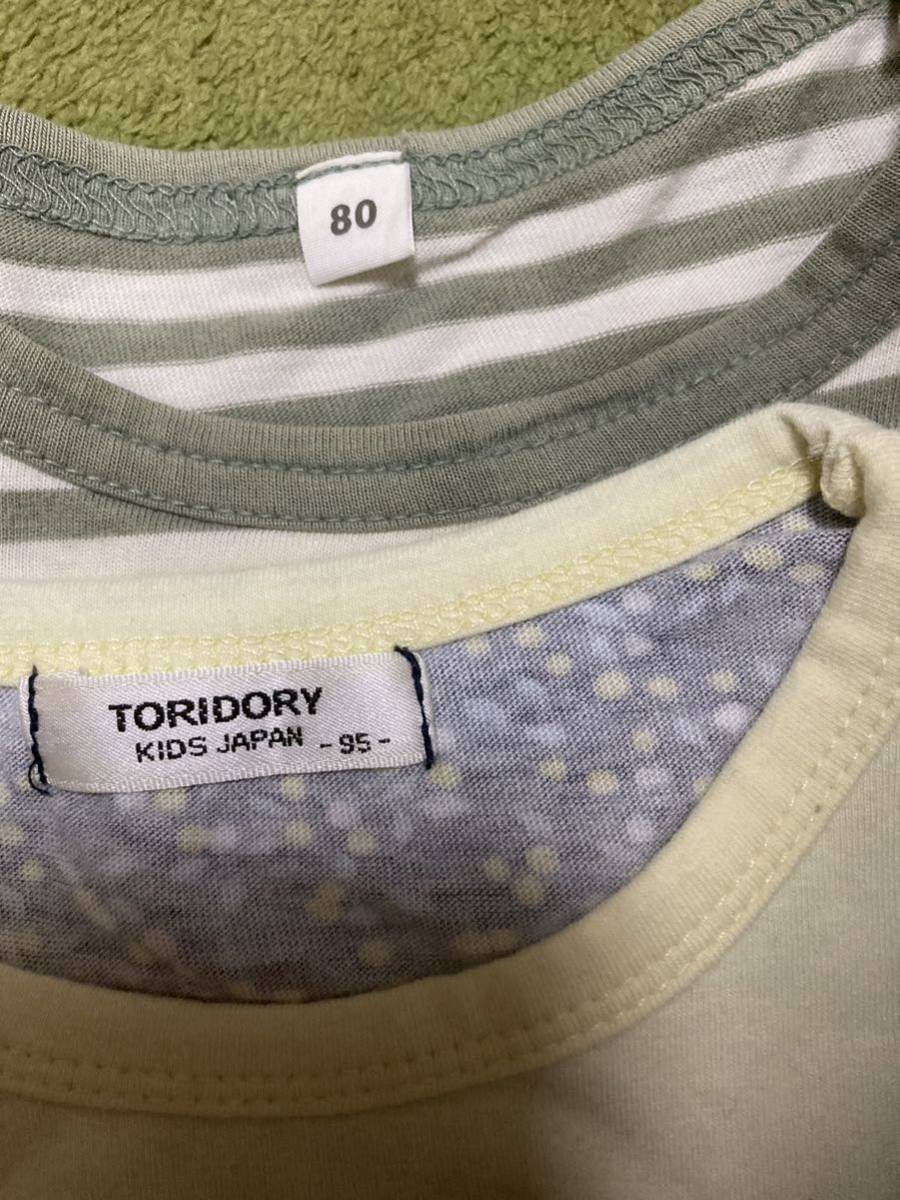 80
TORIDORY
KIDS JAPAN -95-